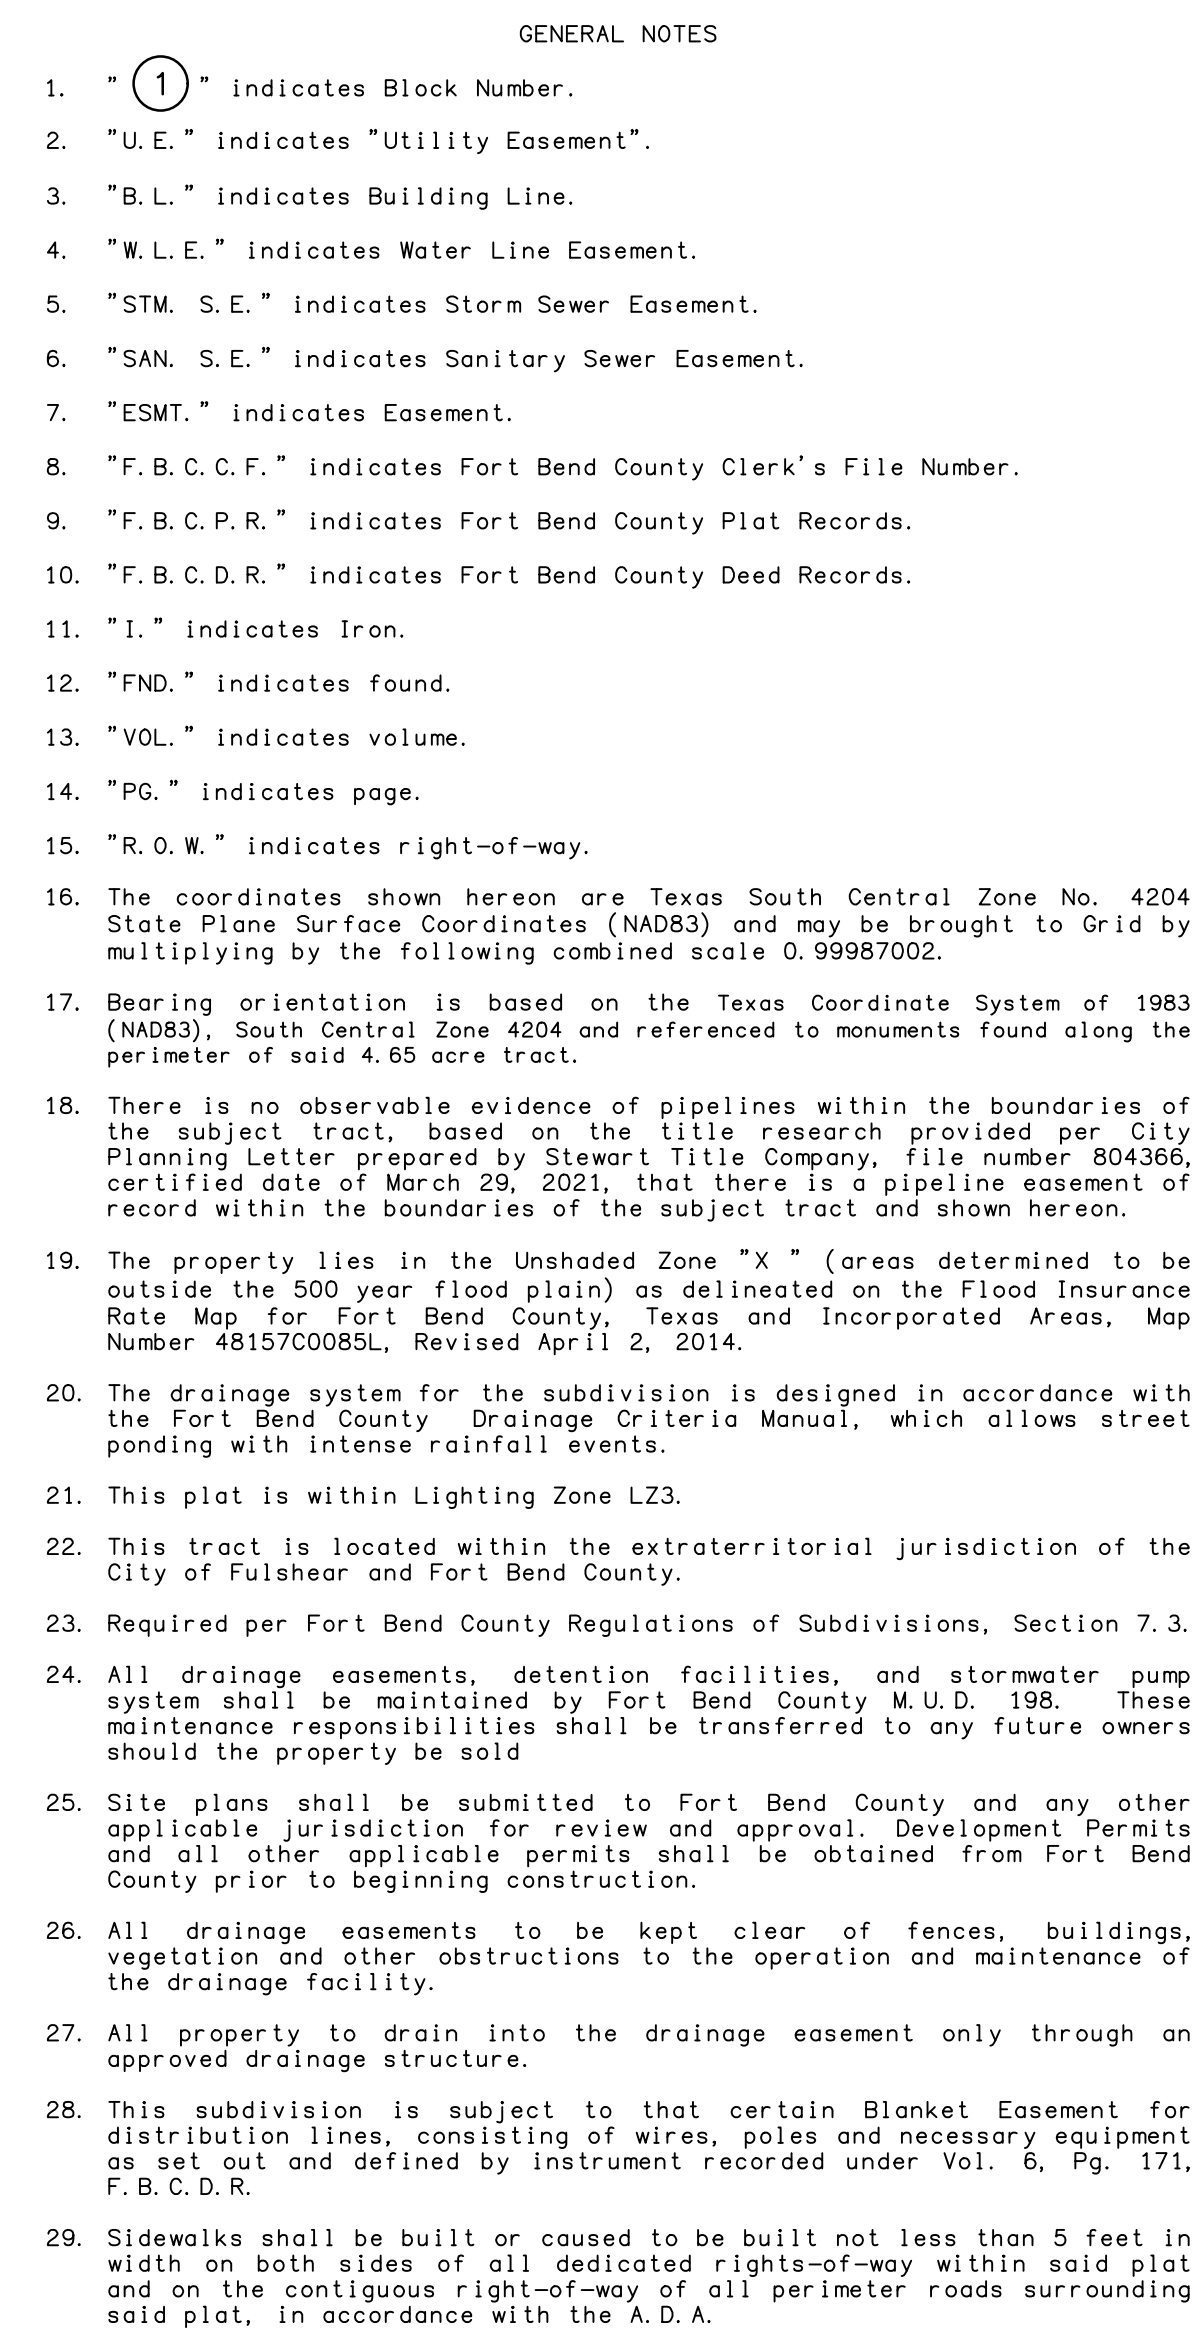 GENERAL NOTES
1. "(1)" indicates Block Number.
2. "U.E." indicates "Utility Easement".
3. "B.L." indicates Building Line.
4. "W.L.E." indicates Water Line Easement.
5. "STM. S.E." indicates Storm Sewer Easement.
6. "SAN. S.E." indicates Sanitary Sewer Easement.
7. "ESMT." indicates Easement.
8. "F.B.C.C.F." indicates Fort Bend County Clerk's File Number.
9. "F.B.C.P.R." indicates Fort Bend County Plat Records.
10. "F.B.C.D.R." indicates Fort Bend County Deed Records.
11. "I." indicates Iron.
12. "FND." indicates found.
13. "VOL." indicates volume.
14. "PG." indicates page.
15. "R.O.W." indicates right-of-way.
16. The coordinates shown hereon are Texas South Central Zone No. 4204
State Plane Surface Coordinates (NAD83) and may be brought to Grid by
multiplying by the following combined scale 0.99987002.
17. Bearing orientation is based on the Texas Coordinate System of 1983
(NAD83), South Central Zone 4204 and referenced to monuments found along the
perimeter of said 4.65 acre tract.
18. There is no observable evidence of pipelines within the boundaries of
the subject tract, based on the title research provided per City
Planning Letter prepared by Stewart Title Company, file number 804366,
certified date of March 29, 2021, that there is a pipeline easement of
record within the boundaries of the subject tract and shown hereon.
19. The property lies in the Unshaded Zone "X " (areas determined to be
outside the 500 year flood plain) as delineated on the Flood Insurance
Rate Map for Fort Bend County, Texas and Incorporated Areas, Map
Number 48157C0085L, Revised April 2, 2014.
20. The drainage system for the subdivision is designed in accordance with
the Fort Bend County Drainage Criteria Manual, which allows street
ponding with intense rainfall events.
21. This plat is within Lighting Zone LZ3.
22. This tract is located within the extraterritorial jurisdiction of the
City of Fulshear and Fort Bend County.
23. Required per Fort Bend County Regulations of Subdivisions, Section 7.3.
24. All drainage easements, detention facilities, and stormwater pump
system shall be maintained by Fort Bend County M.U.D. 198. These
maintenance responsibilities shall be transferred to any future owners
should the property be sold
25. Site plans shall be submitted to Fort Bend County and any other
applicable jurisdiction for review and approval. Development Permits
and all other applicable permits shall be obtained from Fort Bend
County prior to beginning construction.
26. All drainage easements to be kept clear of fences, buildings,
vegetation and other obstructions to the operation and maintenance of
the drainage facility.
27. All property to drain into the drainage easement only through an
approved drainage structure.
28. This subdivision is subject to that certain Blanket Easement for
distribution lines, consisting of wires, poles and necessary equipment
as set out and defined by instrument recorded under Vol. 6, Pg. 171,
F.B.C.D.R.
29. Sidewalks shall be built or caused to be built not less than 5 feet in
width on both sides of all dedicated rights-of-way within said plat
and on the contiguous right-of-way of all perimeter roads surrounding
said plat, in accordance with the A.D.A.